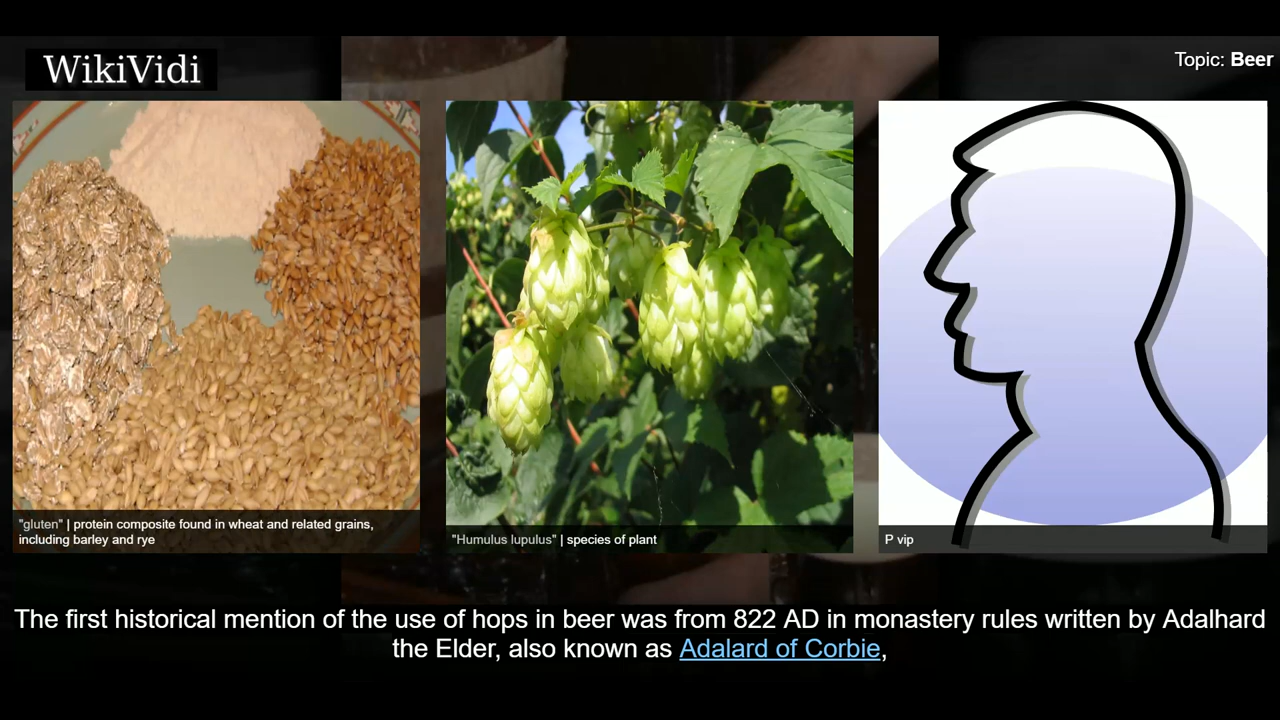 WikiVidi
Topic: Beer
"gluten" | protein composite found in wheat and related grains,
including barley and rye
"Humulus lupulus" | species of plant
P vip
The first historical mention of the use of hops in beer was from 822 AD in monastery rules written by Adalhard
the Elder, also known as Adalard of Corbie,